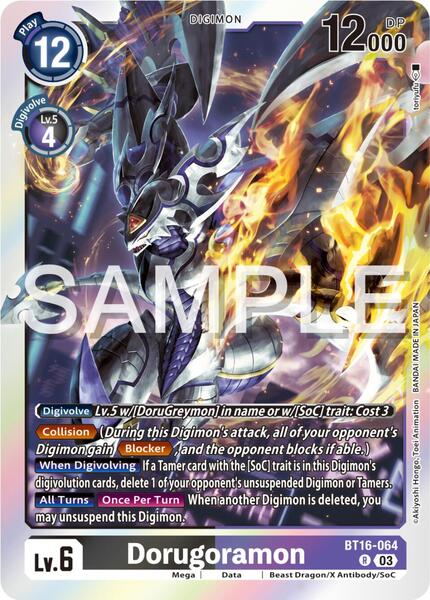 DIGIMON
Play
12
DP
12000
Digivolve
Lv.5
4
toriyufu
SAMPLE
Digivolve Lv.5 w/[DoruGreymon] in name or w/[SoC] trait: Cost 3
Collision (During this Digimon's attack, all of your opponent's
Digimon gain Blocker, and the opponent blocks if able.)
When Digivolving If a Tamer card with the [SoC] trait is in this Digimon's
digivolution cards, delete 1 of your opponent's unsuspended Digimon or Tamers.
All Turns Once Per Turn When another Digimon is deleted, you
may unsuspend this Digimon.
©Akiyoshi Hongo, Toei Animation BANDAI MADE IN JAPAN
Lv.6
Dorugoramon
BT16-064
R 03
Mega Data Beast Dragon/X Antibody/SoC